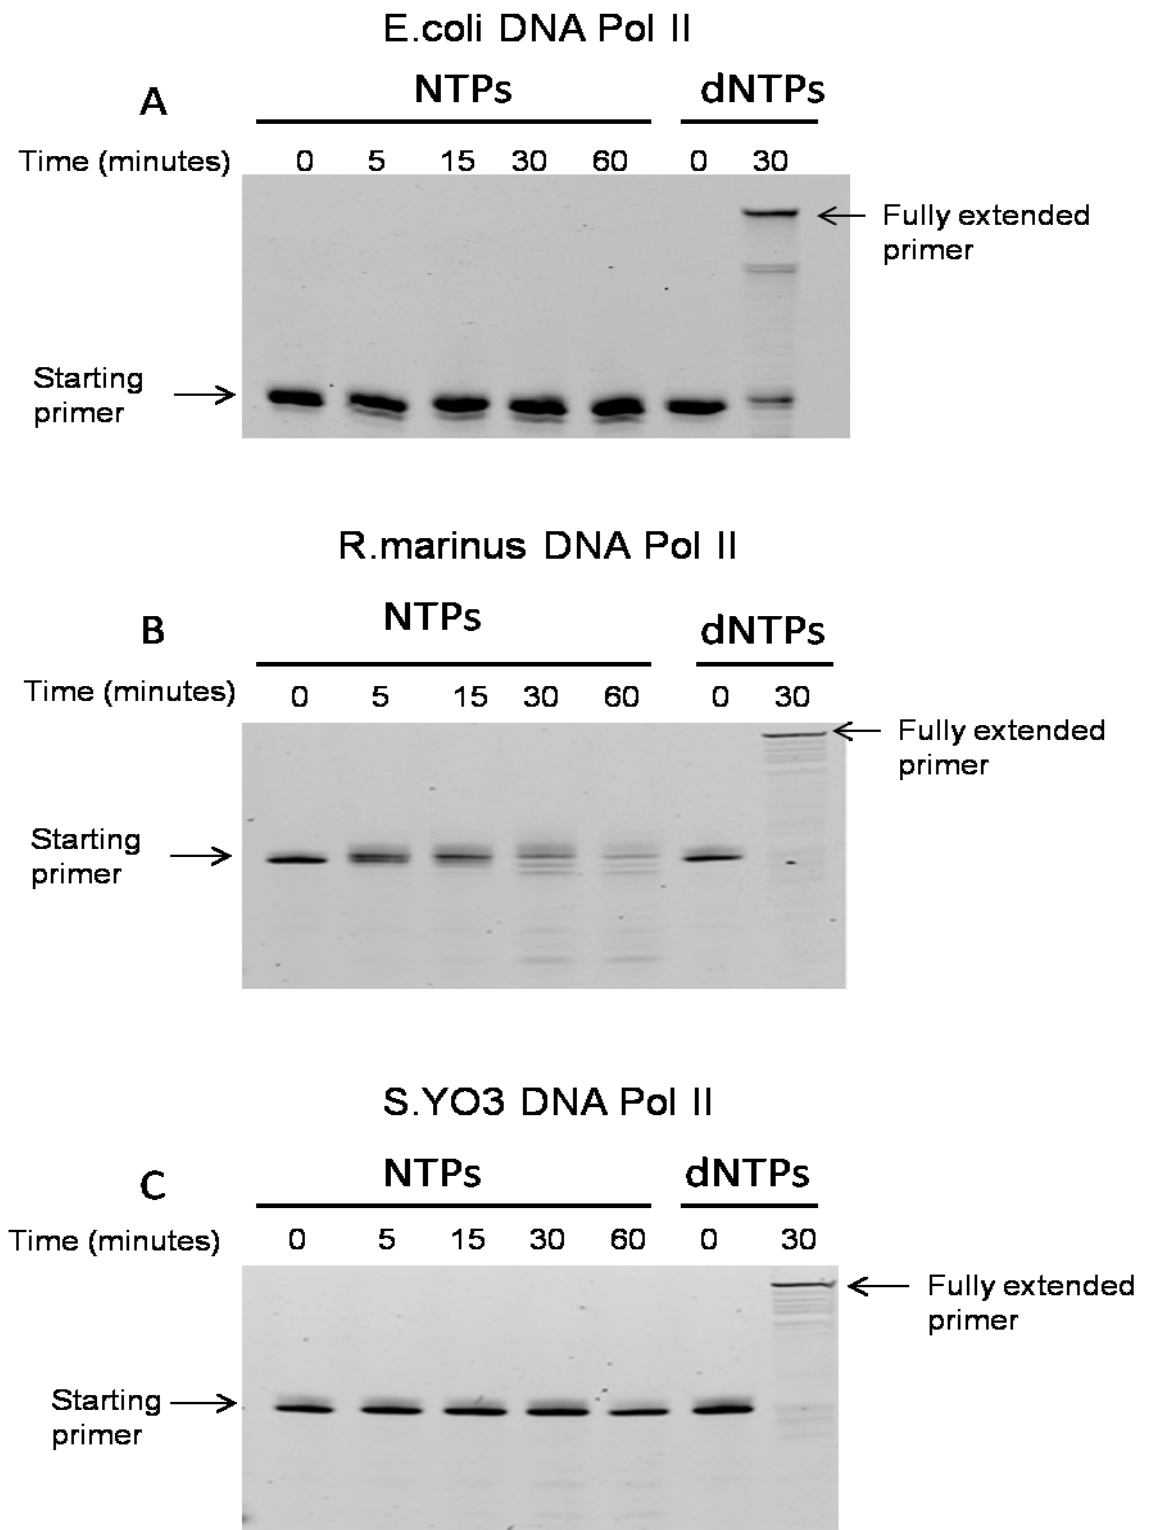 E.coli DNA Pol II
A
NTPs
dNTPs
Time (minutes) 0 5 15 30 60 0 30
Fully extended
primer
Starting
primer
R.marinus DNA Pol II
B
NTPs
dNTPs
Time (minutes) 0 5 15 30 60 0 30
Fully extended
primer
Starting
primer
S.YO3 DNA Pol II
C
NTPs
dNTPs
Time (minutes) 0 5 15 30 60 0 30
Fully extended
primer
Starting
primer